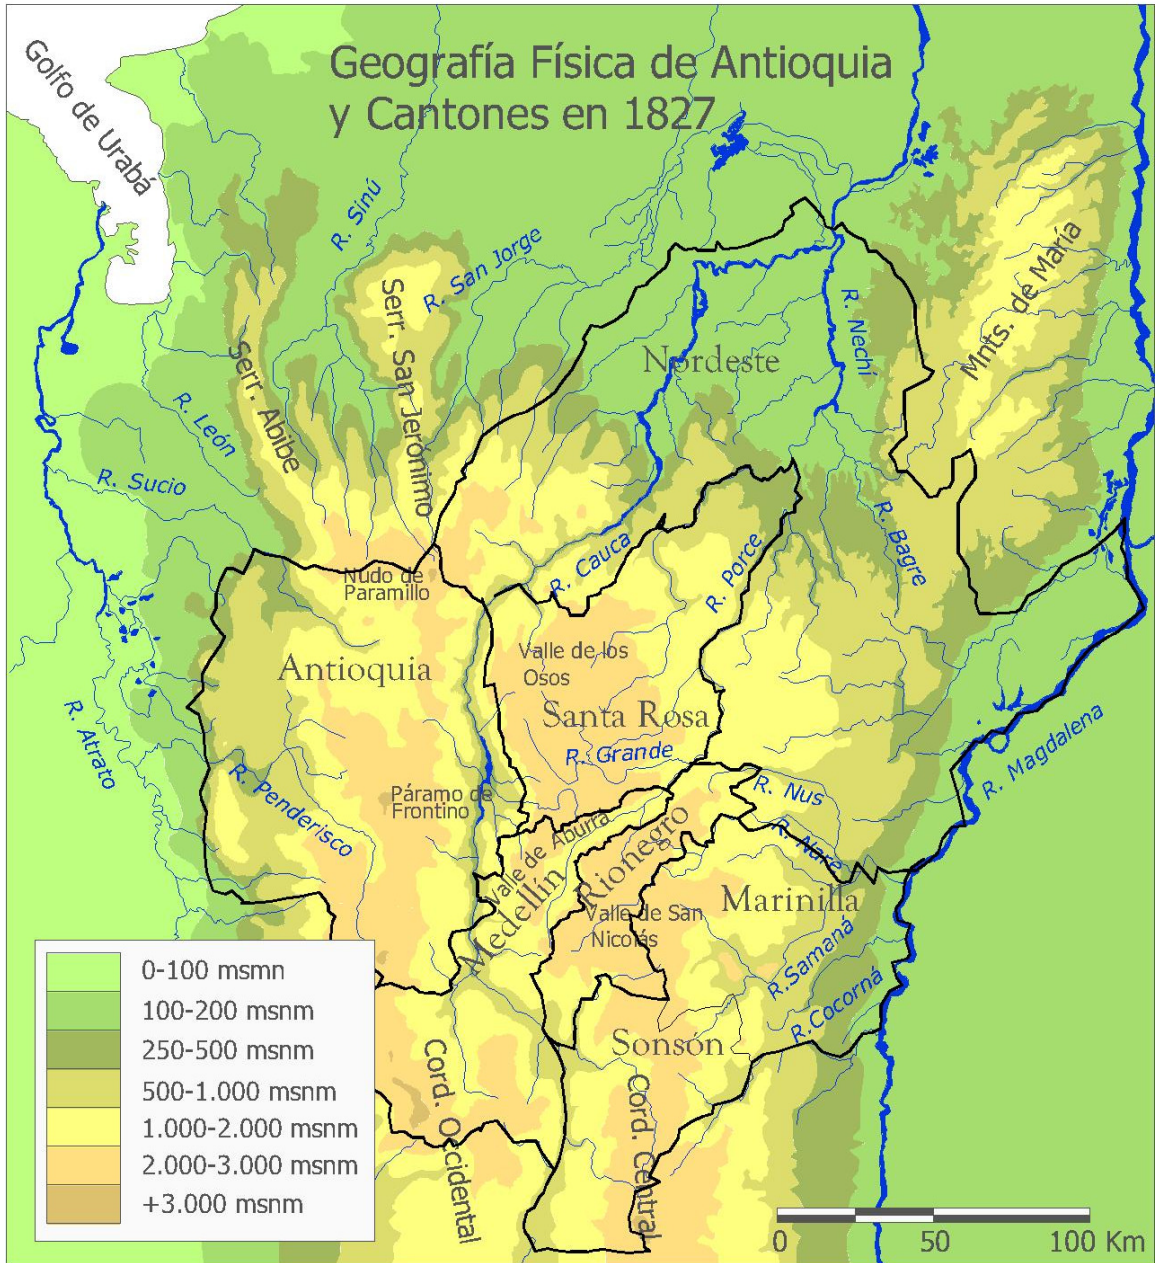 Geografía Física de Antioquia
y Cantones en 1827
Golfo de Urabá
R. Sinú
R. San Jorge
Serr. San Jerónimo
Serr. Abibe
R. León
R. Sucio
Nordeste
R. Nechí
Mnts. de María
R. Cauca
R. Porce
R. Bagre
Nudo de
Paramillo
Antioquia
Valle de los
Osos
Santa Rosa
R. Grande
R. Atrato
R. Penderisco
Páramo de
Frontino
R. Nus
R. Magdalena
Valle de Aburra
Medellín
Rionegro
R. Nare
Marinilla
Valle de San
Nicolás
R.Samaná
R.Cocorná
Sonsón
Cord. Occidental
Cord. Central
0-100 msmn
100-200 msnm
250-500 msnm
500-1.000 msnm
1.000-2.000 msnm
2.000-3.000 msnm
+3.000 msnm
0 50 100 Km